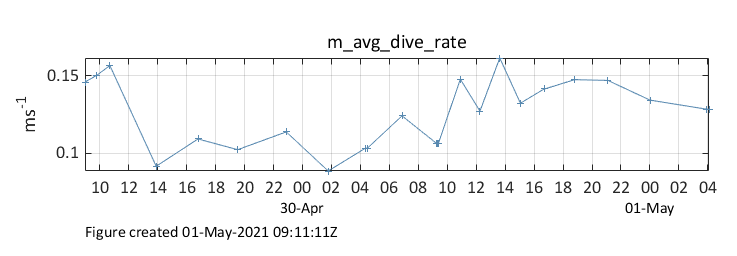 m_avg_dive_rate
0.15
0.1
ms-1
10 12 14 16 18 20 22 00 02 04 06 08 10 12 14 16 18 20 22 00 02 04
30-Apr 01-May
Figure created 01-May-2021 09:11:11Z